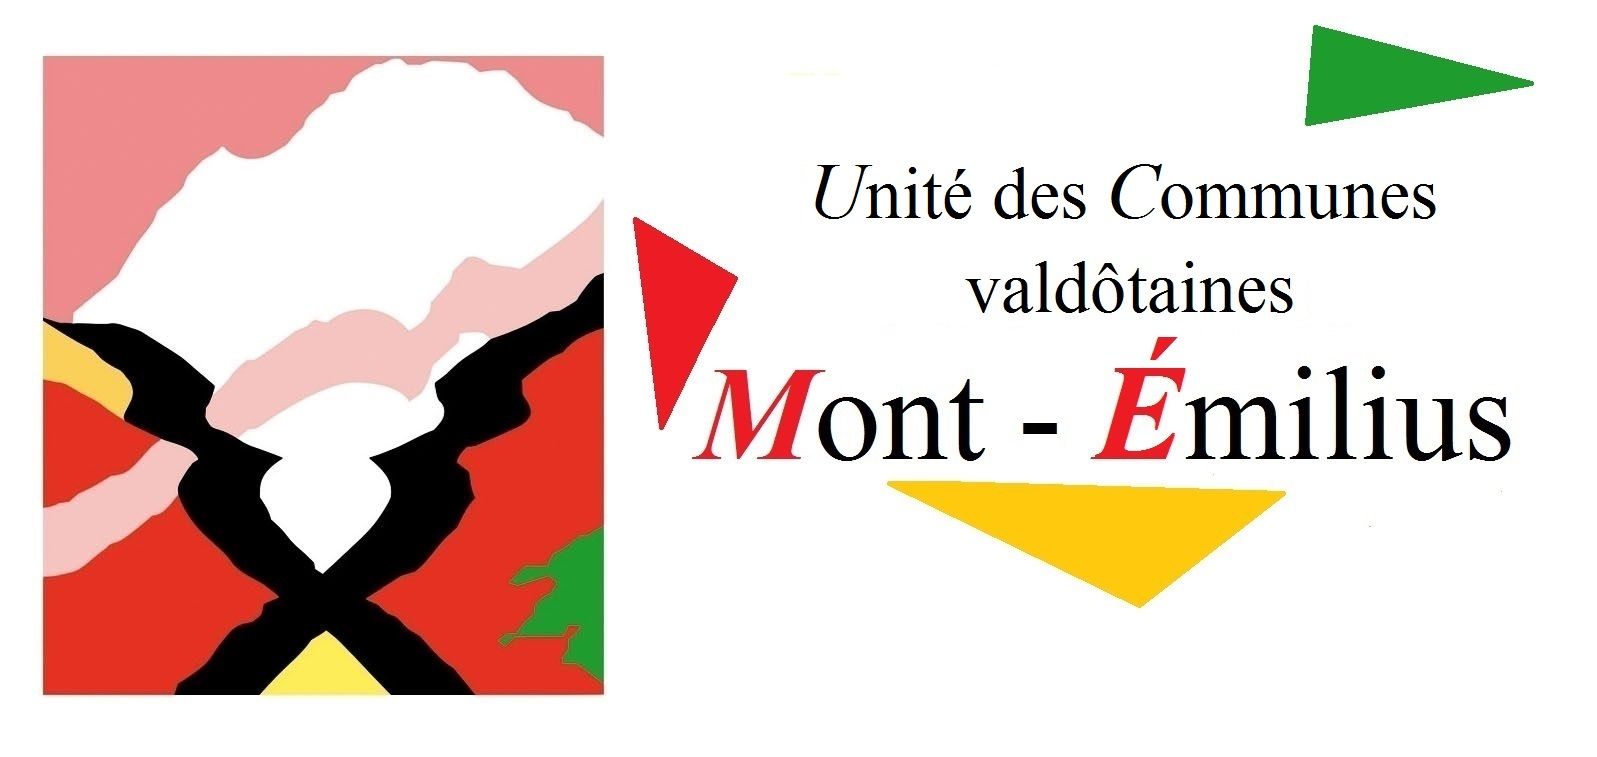 Unité des Communes
valdôtaines
Mont - Émilius